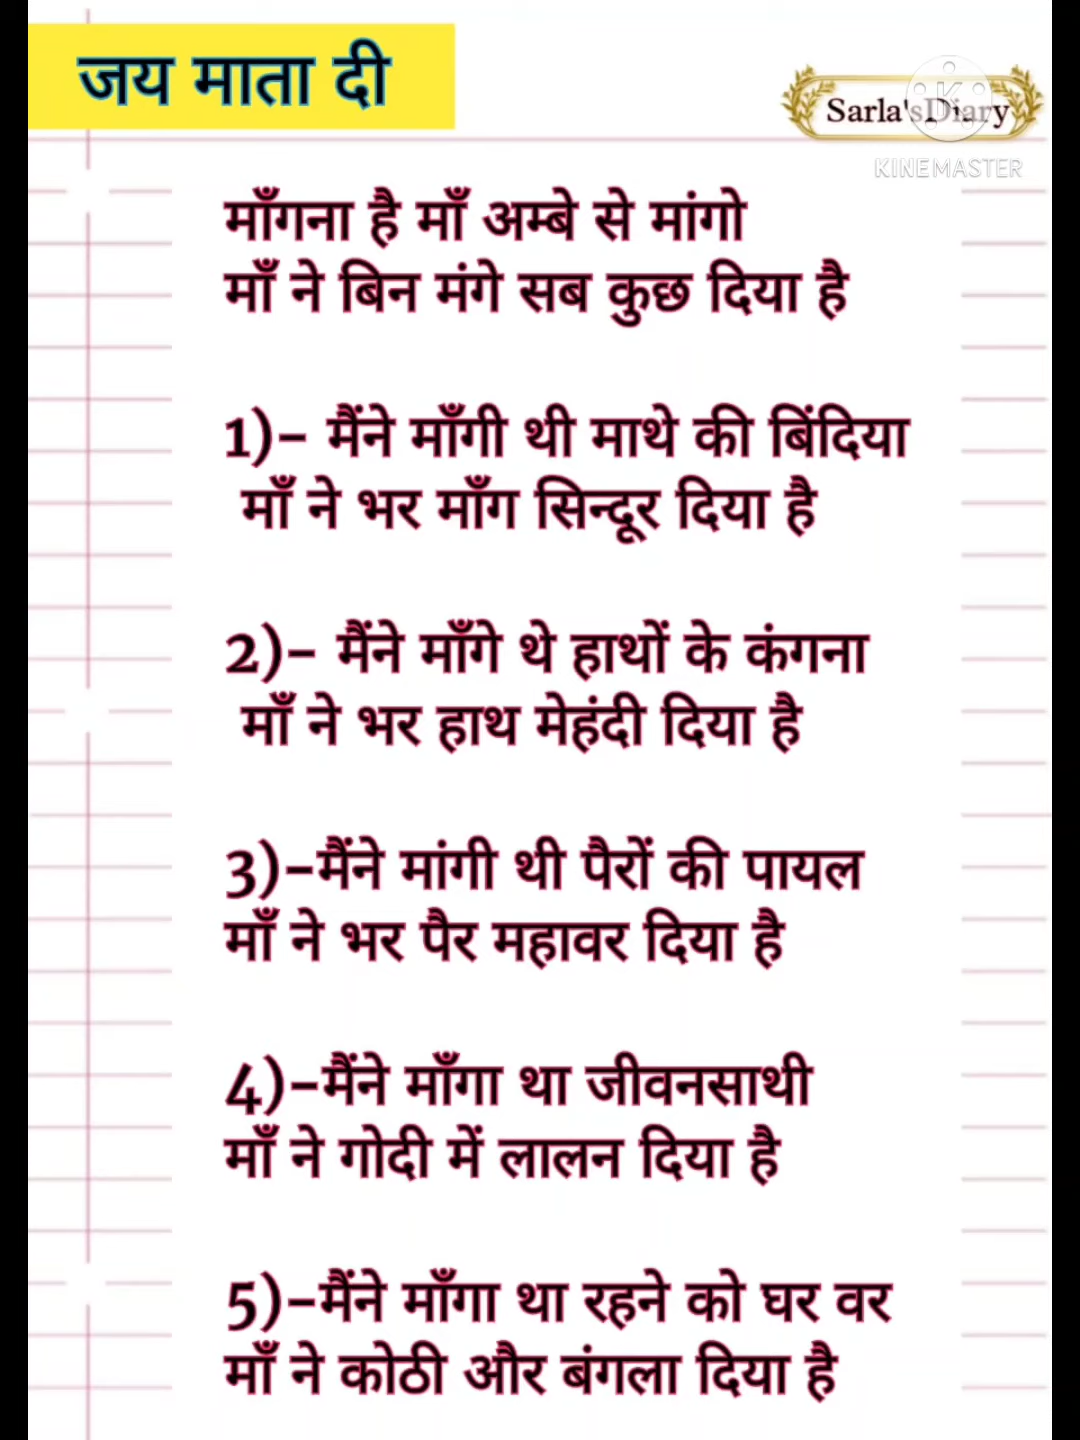 जय माता दी
Sarla'sDiary
KINEMASTER
माँगना है माँ अम्बे से मांगो
माँ ने बिन मंगे सब कुछ दिया है
1)- मैंने माँगी थी माथे की बिंदिया
माँ ने भर माँग सिन्दूर दिया है
2)- मैंने माँगे थे हाथों के कंगना
माँ ने भर हाथ मेहंदी दिया है
3)-मैंने मांगी थी पैरों की पायल
माँ ने भर पैर महावर दिया है
4)-मैंने माँगा था जीवनसाथी
माँ ने गोदी में लालन दिया है
5)-मैंने माँगा था रहने को घर वर
माँ ने कोठी और बंगला दिया है